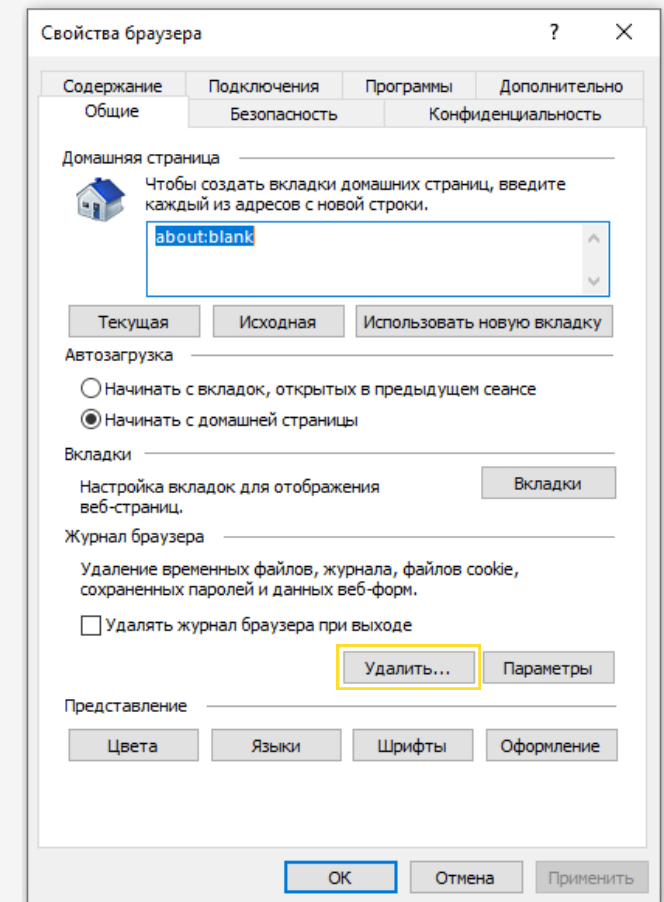 Свойства браузера
?
Содержание Подключения Программы Дополнительно
Общие Безопасность Конфиденциальность
Домашняя страница
Чтобы создать вкладки домашних страниц, введите
каждый из адресов с новой строки.
about:blank
Текущая Исходная Использовать новую вкладку
Автозагрузка
Начинать с вкладок, открытых в предыдущем сеансе
Начинать с домашней страницы
Вкладки
Настройка вкладок для отображения
веб-страниц.
Вкладки
Журнал браузера
Удаление временных файлов, журнала, файлов cookie,
сохраненных паролей и данных веб-форм.
Удалять журнал браузера при выходе
Удалить... Параметры
Представление
Цвета Языки Шрифты Оформление
ОК Отмена Применить